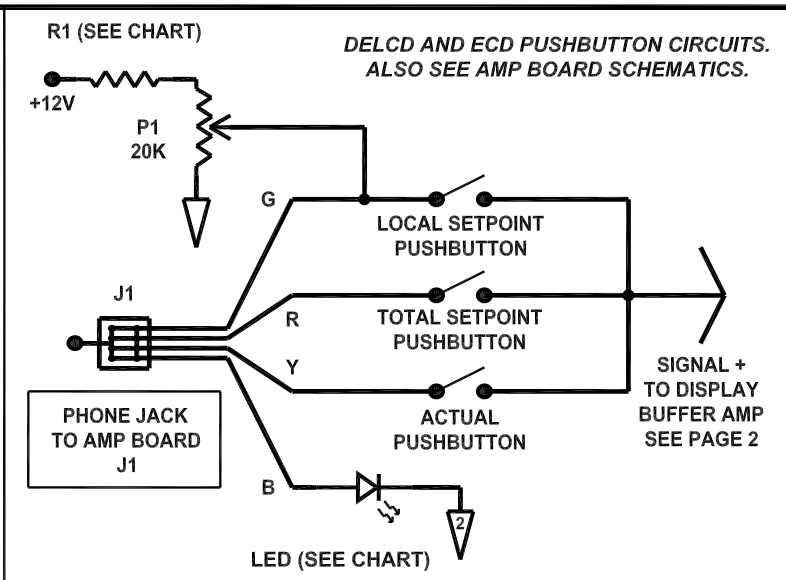 R1 (SEE CHART)
DELCD AND ECD PUSHBUTTON CIRCUITS.
ALSO SEE AMP BOARD SCHEMATICS.
+12V
P1
20K
G
LOCAL SETPOINT
PUSHBUTTON
J1
R
TOTAL SETPOINT
PUSHBUTTON
Y
ACTUAL
PUSHBUTTON
SIGNAL +
TO DISPLAY
BUFFER AMP
SEE PAGE 2
PHONE JACK
TO AMP BOARD
J1
B
2
LED (SEE CHART)